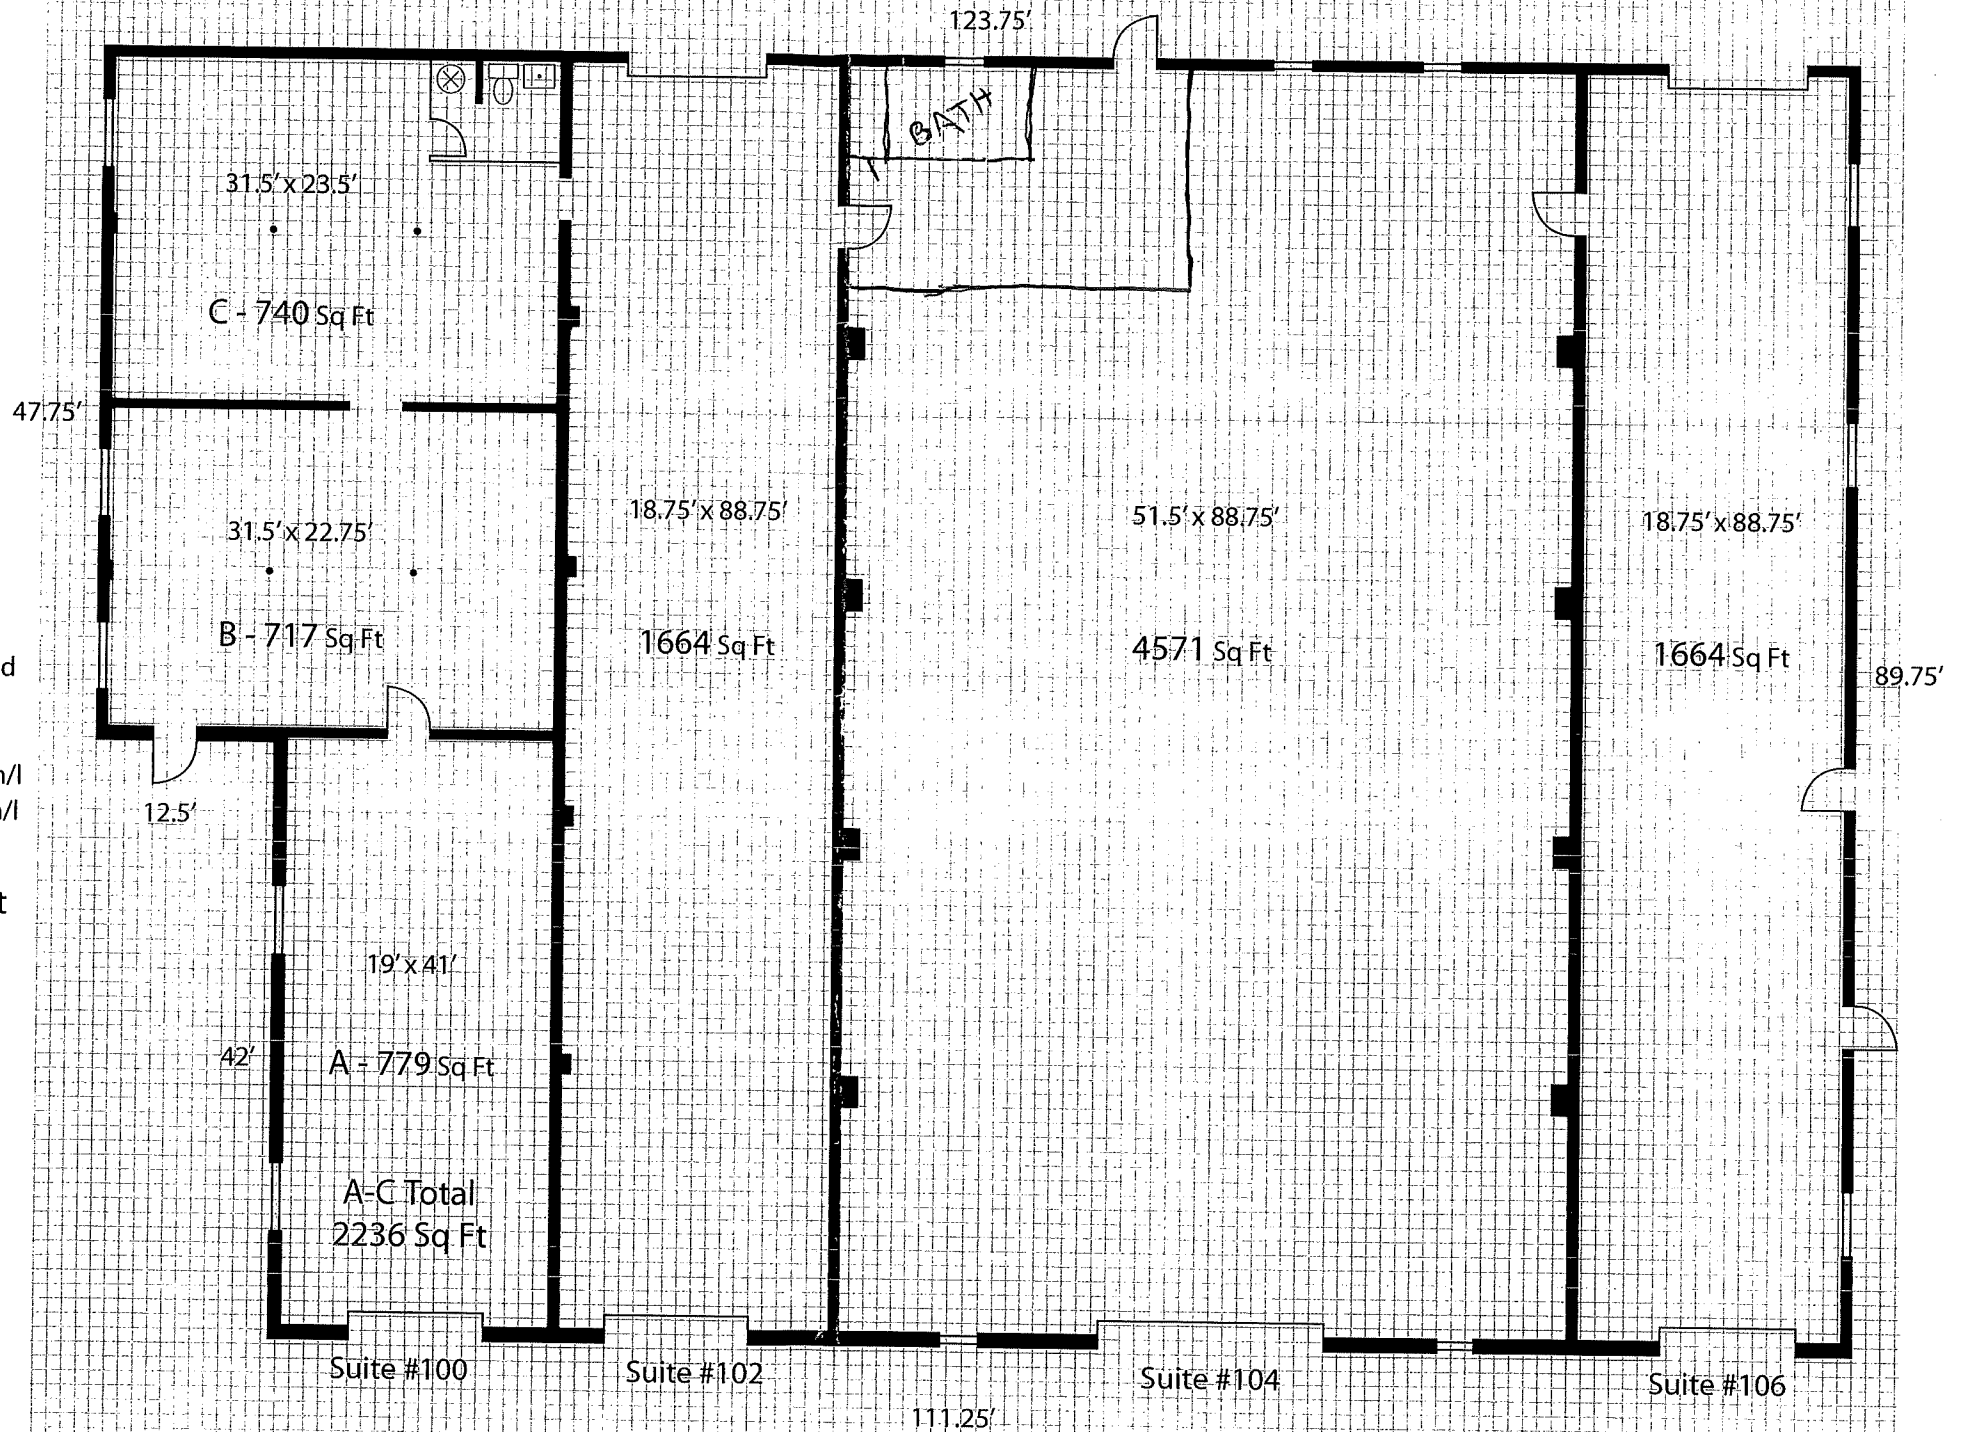 123.75'
BATH
31.5' x 23.5'
C - 740 Sq Ft
47.75'
31.5' x 22.75'
18.75' x 88.75'
51.5' x 88.75'
18.75' x 88.75'
B - 717 Sq Ft
1664 Sq Ft
4571 Sq Ft
1664 Sq Ft
89.75'
d
n/l
n/l
12.5'
t
19' x 41'
42'
A - 779 Sq Ft
A-C Total
2236 Sq Ft
Suite #100
Suite #102
Suite #104
Suite #106
111.25'